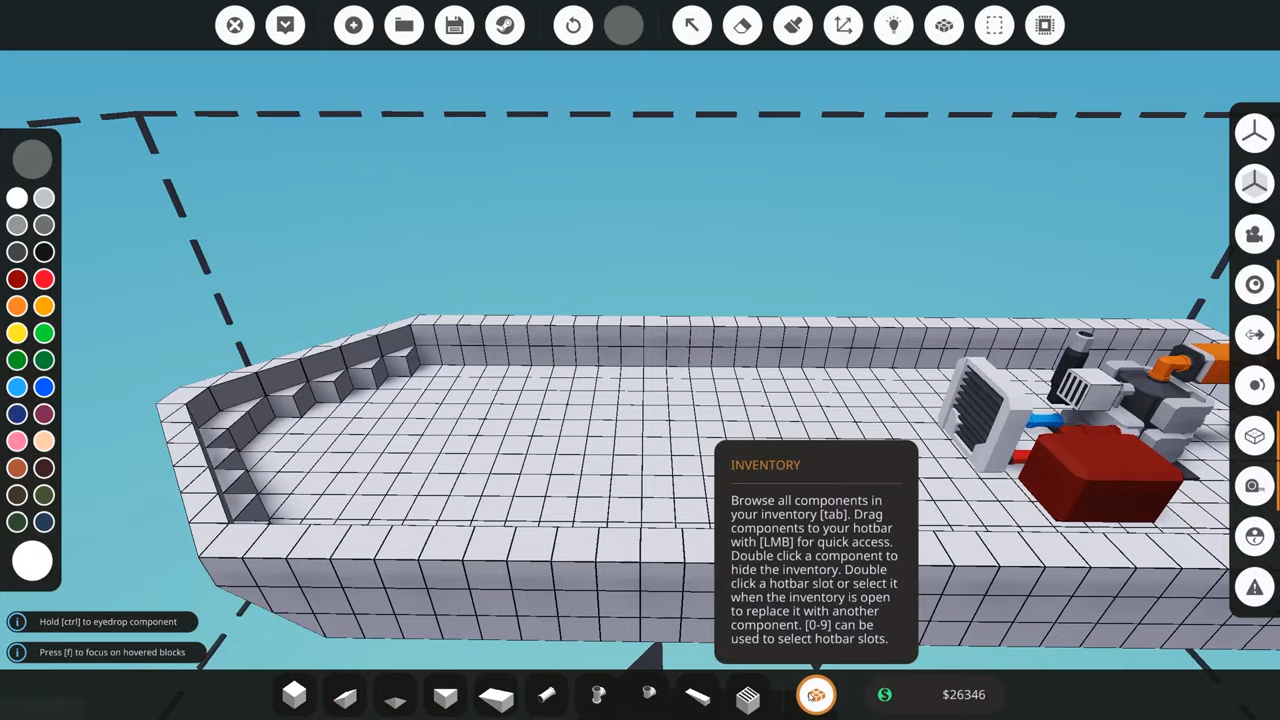 INVENTORY
Browse all components in
your inventory [tab]. Drag
components to your hotbar
with [LMB] for quick access.
Double click a component to
hide the inventory. Double
click a hotbar slot or select it
when the inventory is open
to replace it with another
component. [0-9] can be
used to select hotbar slots.
Hold [ctrl] to eyedrop component
Press [f] to focus on hovered blocks
$26346